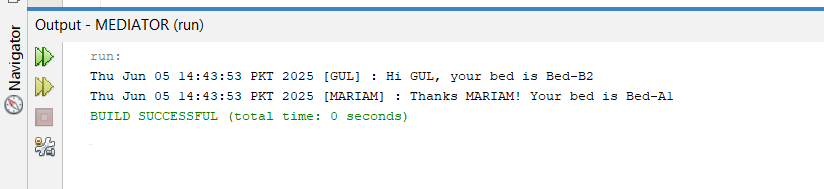 Output - MEDIATOR (run)
Navigator
run:
Thu Jun 05 14:43:53 PKT 2025 [GUL] : Hi GUL, your bed is Bed-B2
Thu Jun 05 14:43:53 PKT 2025 [MARIAM] : Thanks MARIAM! Your bed is Bed-A1
BUILD SUCCESSFUL (total time: 0 seconds)